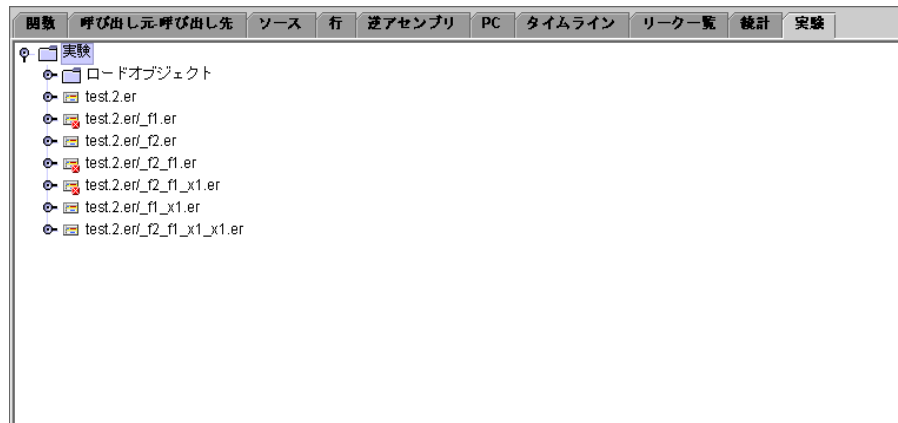 関数 呼び出し元-呼び出し先 ソース 行 逆アセンブリ PC タイムライン リーク一覧 統計 実験
実験
ロードオブジェクト
test.2.er
test.2.er/_f1.er
test.2.er/_f2.er
test.2.er/_f2_f1.er
test.2.er/_f2_f1_x1.er
test.2.er/_f1_x1.er
test.2.er/_f2_f1_x1_x1.er